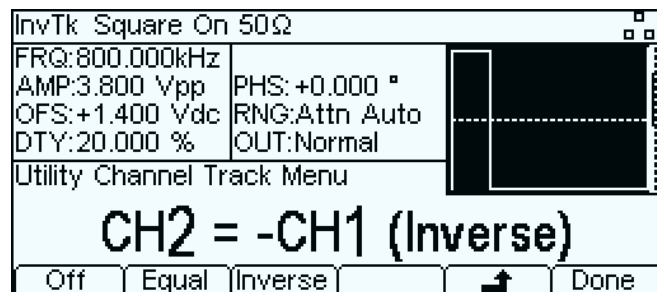 InvTk Square On 50Ω
FRQ:800.000kHz
AMP:3.800 Vpp PHS:+0.000 °
OFS:+1.400 Vdc RNG:Attn Auto
DTY:20.000 % OUT:Normal
Utility Channel Track Menu
CH2 = -CH1 (Inverse)
Off Equal Inverse Done